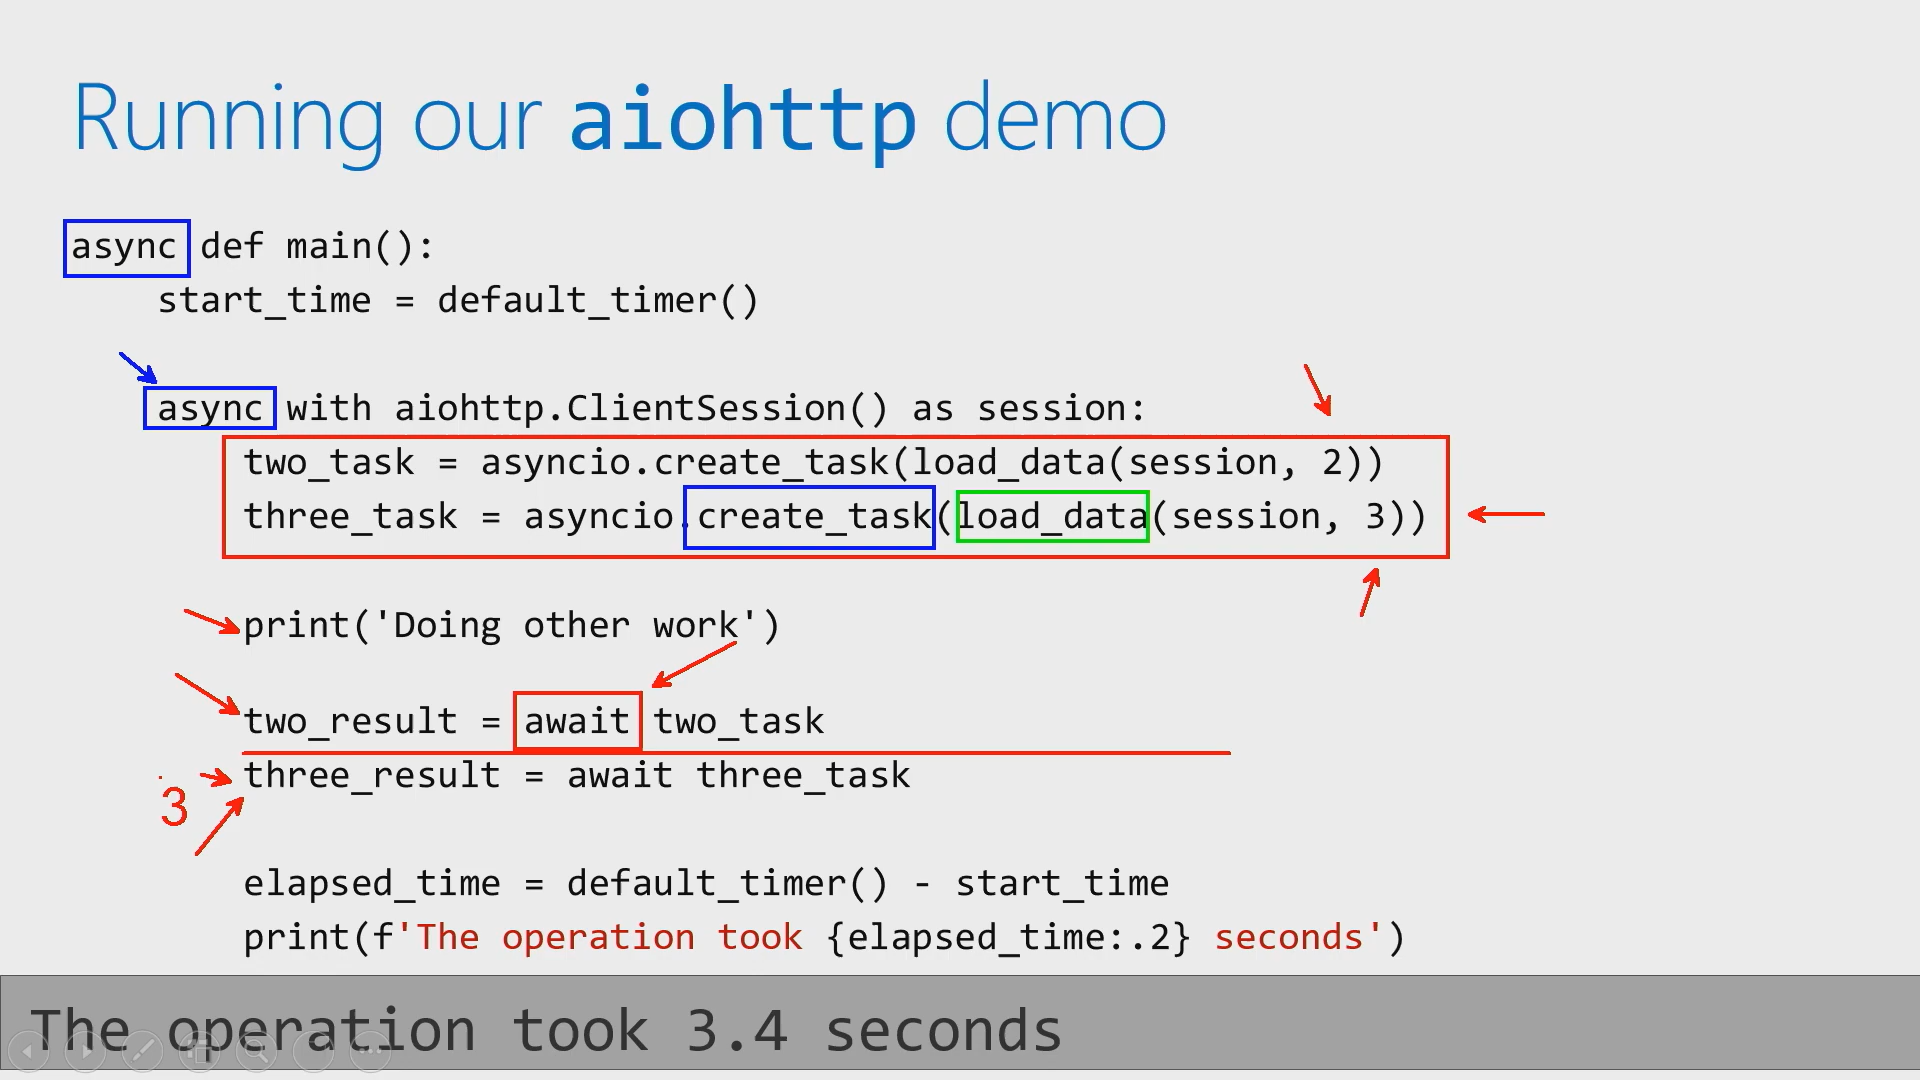 Running our aiohttp demo
async def main():
start_time = default_timer()
async with aiohttp.ClientSession() as session:
two_task = asyncio.create_task(load_data(session, 2))
three_task = asyncio.create_task(load_data(session, 3))
print('Doing other work')
two_result = await two_task
three_result = await three_task
3
elapsed_time = default_timer() - start_time
print(f'The operation took {elapsed_time:.2} seconds')
The operation took 3.4 seconds